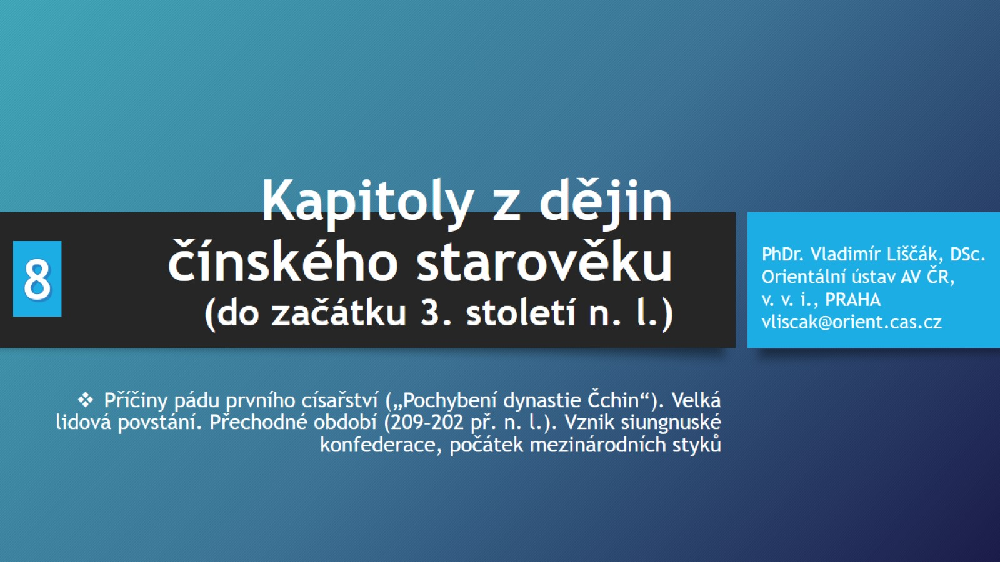 8
Kapitoly z dějin
čínského starověku
(do začátku 3. století n. l.)
PhDr. Vladimír Liščák, DSc.
Orientální ústav AV ČR,
v. v. i., PRAHA
vliscak@orient.cas.cz
❖ Příčiny pádu prvního císařství („Pochybení dynastie Čchin“). Velká
lidová povstání. Přechodné období (209-202 př. n. l.). Vznik siungnuské
konfederace, počátek mezinárodních styků